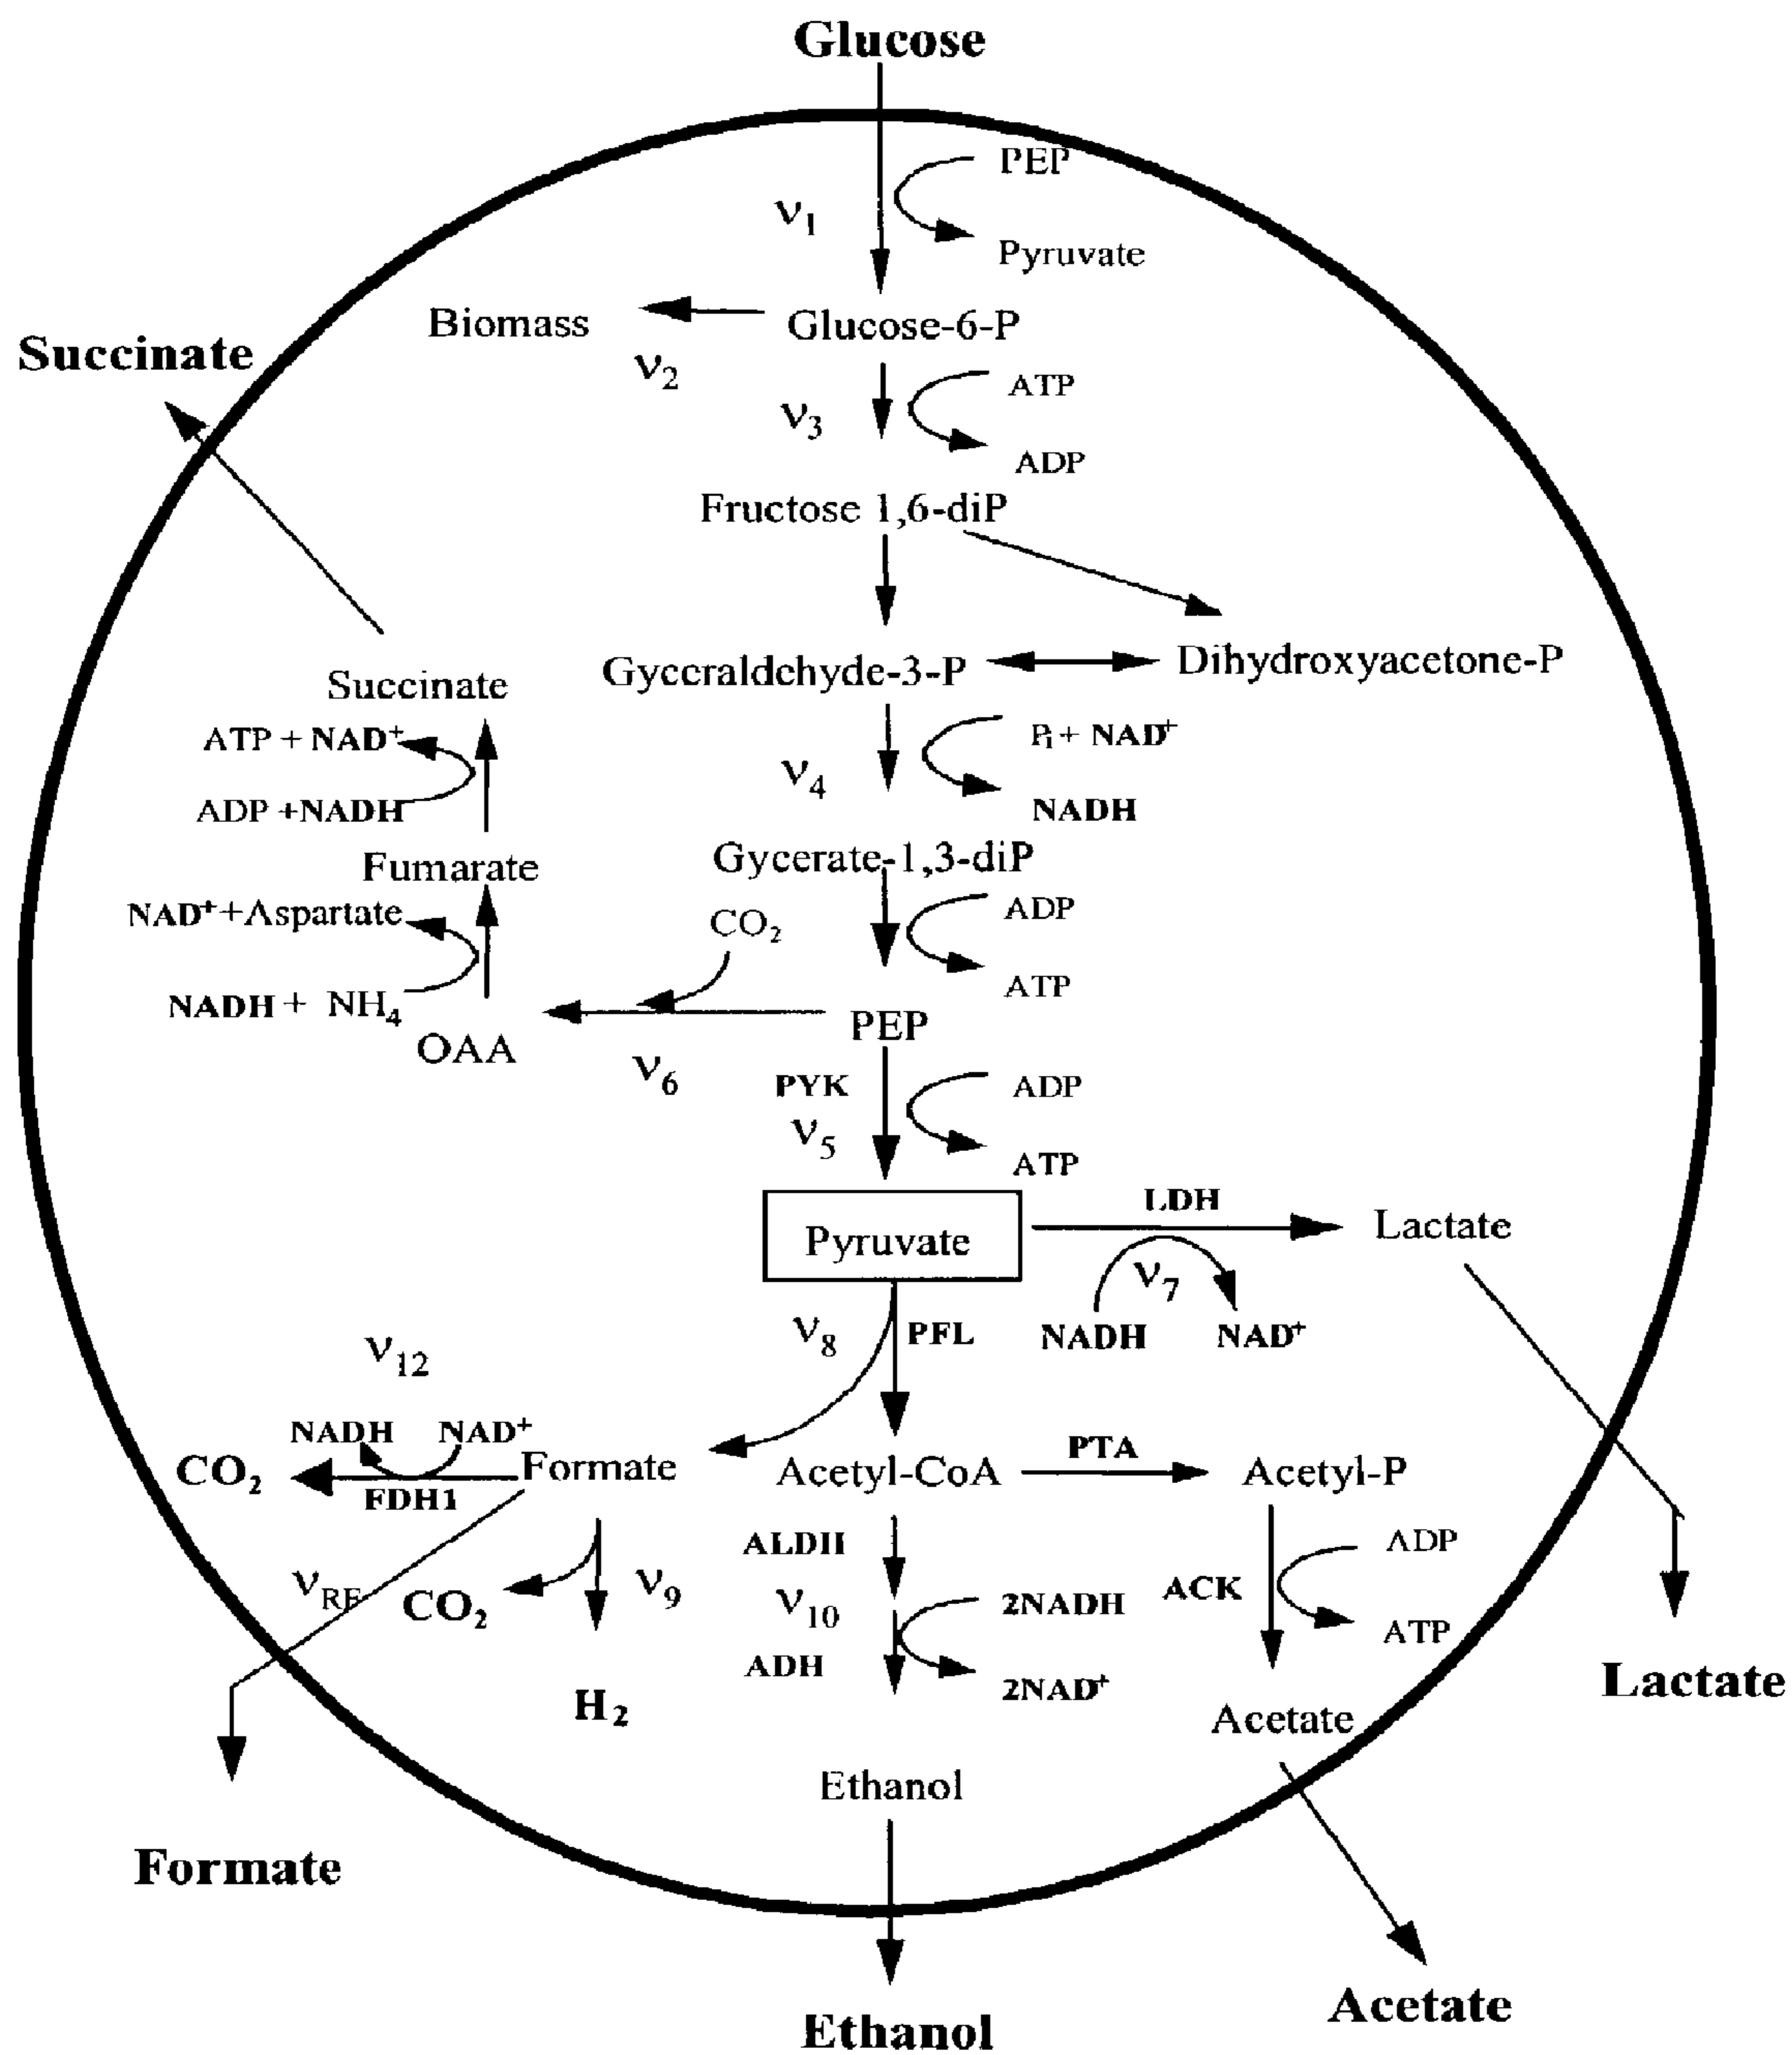 Glucose
PEP
ν1
Pyruvate
Biomass
Glucose-6-P
Succinate
ν2
ATP
ν3
ADP
Fructose 1,6-diP
Gyceraldehyde-3-P
Dihydroxyacetone-P
Succinate
ATP + NAD+
Pi + NAD+
ν4
ADP +NADH
NADH
Gycerate-1,3-diP
Fumarate
NAD++Aspartate
CO2
ADP
ATP
NADH + NH4
OAA
PEP
ν6
PYK
ADP
ν5
ATP
LDH
Pyruvate
Lactate
ν7
ν8
PFL
NADH
NAD+
ν12
NADH
NAD+
CO2
Formate
FDH1
Acetyl-CoA
PTA
Acetyl-P
ALDH
ADP
νRF
CO2
ν9
ν10
2NADH
ACK
ATP
ADH
2NAD+
H2
Lactate
Acetate
Ethanol
Formate
Acetate
Ethanol